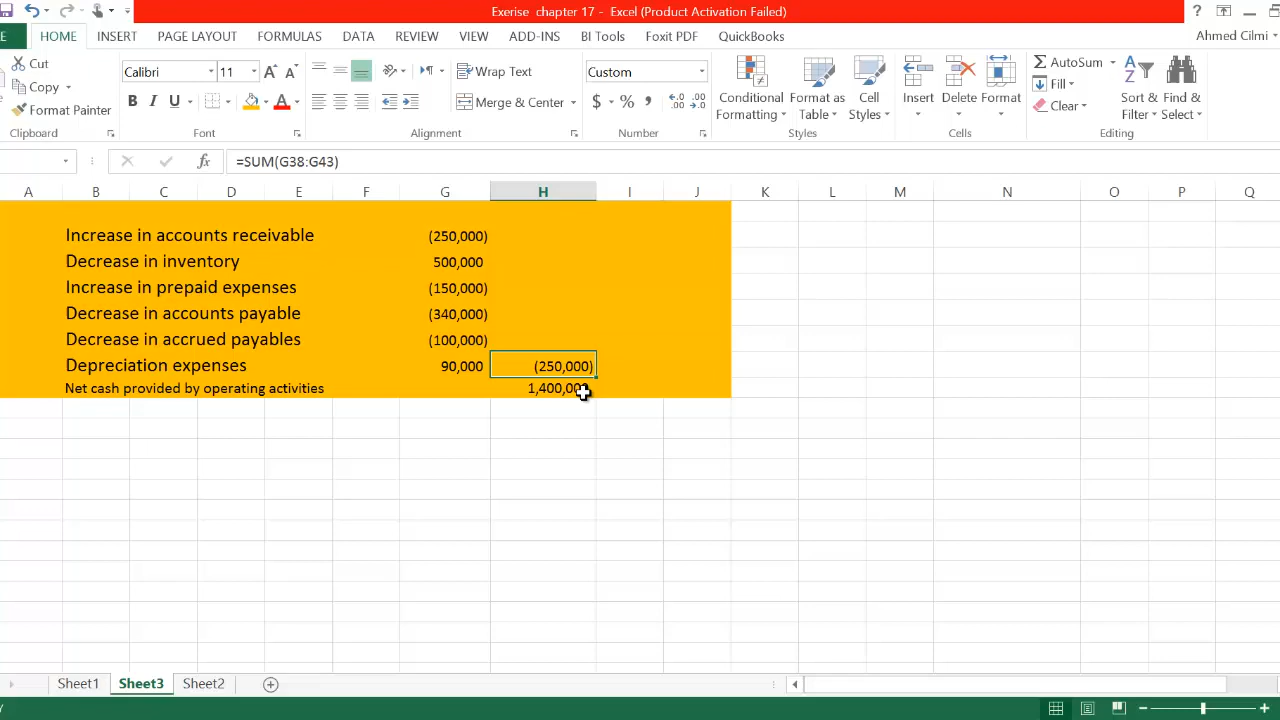 Exerise chapter 17 - Excel (Product Activation Failed)
?
E HOME INSERT PAGE LAYOUT FORMULAS DATA REVIEW VIEW ADD-INS BI Tools Foxit PDF QuickBooks Ahmed Cilmi
Cut
Copy
Format Painter
Clipboard
Calibri 11
B I U A
Font
Wrap Text
Merge & Center
Alignment
Custom
$ % , .0 .00
Number
Conditional Formatting
Format as Table
Cell Styles
Styles
Insert Delete Format
Cells
AutoSum
Fill
Clear
Sort & Filter
Find & Select
Editing
fx =SUM(G38:G43)
A B C D E F G H I J K L M N O P Q
Increase in accounts receivable (250,000)
Decrease in inventory 500,000
Increase in prepaid expenses (150,000)
Decrease in accounts payable (340,000)
Decrease in accrued payables (100,000)
Depreciation expenses 90,000 (250,000)
Net cash provided by operating activities 1,400,000
Sheet1 Sheet3 Sheet2